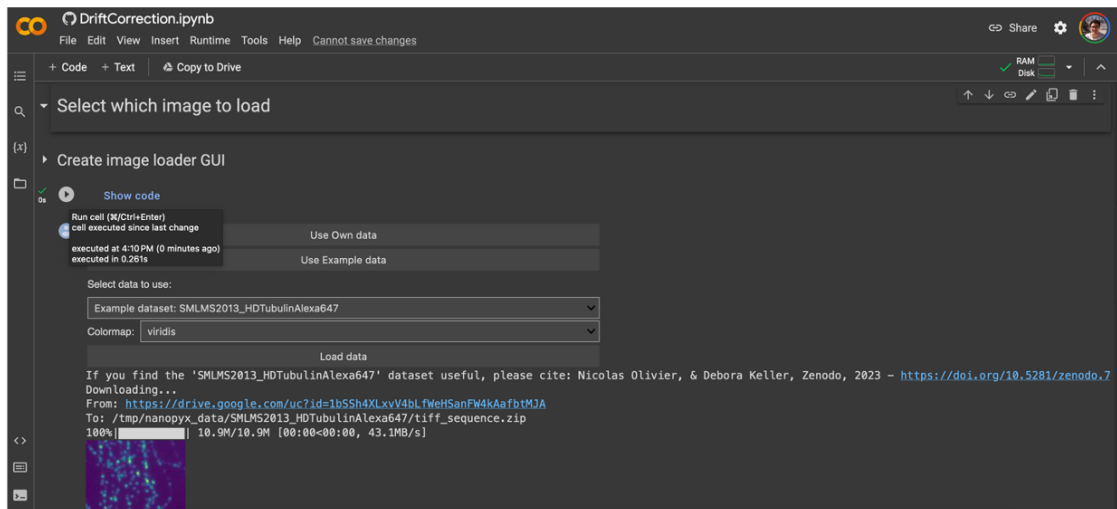 DriftCorrection.ipynb
Share
File Edit View Insert Runtime Tools Help Cannot save changes
+ Code + Text Copy to Drive
RAM
Disk
Select which image to load
{x}
Create image loader GUI
0s
Show code
Run cell (⌘/Ctrl+Enter)
cell executed since last change
executed at 4:10 PM (0 minutes ago)
executed in 0.261s
Use Own data
Use Example data
Select data to use:
Example dataset: SMLMS2013_HDTubulinAlexa647
Colormap: viridis
Load data
If you find the 'SMLMS2013_HDTubulinAlexa647' dataset useful, please cite: Nicolas Olivier, & Debora Keller, Zenodo, 2023 – https://doi.org/10.5281/zenodo.7
Downloading...
From: https://drive.google.com/uc?id=1bSSh4XLxvV4bLfWeHSanFW4kAafbtMJA
To: /tmp/nanopyx_data/SMLMS2013_HDTubulinAlexa647/tiff_sequence.zip
100%|| 10.9M/10.9M [00:00<00:00, 43.1MB/s]